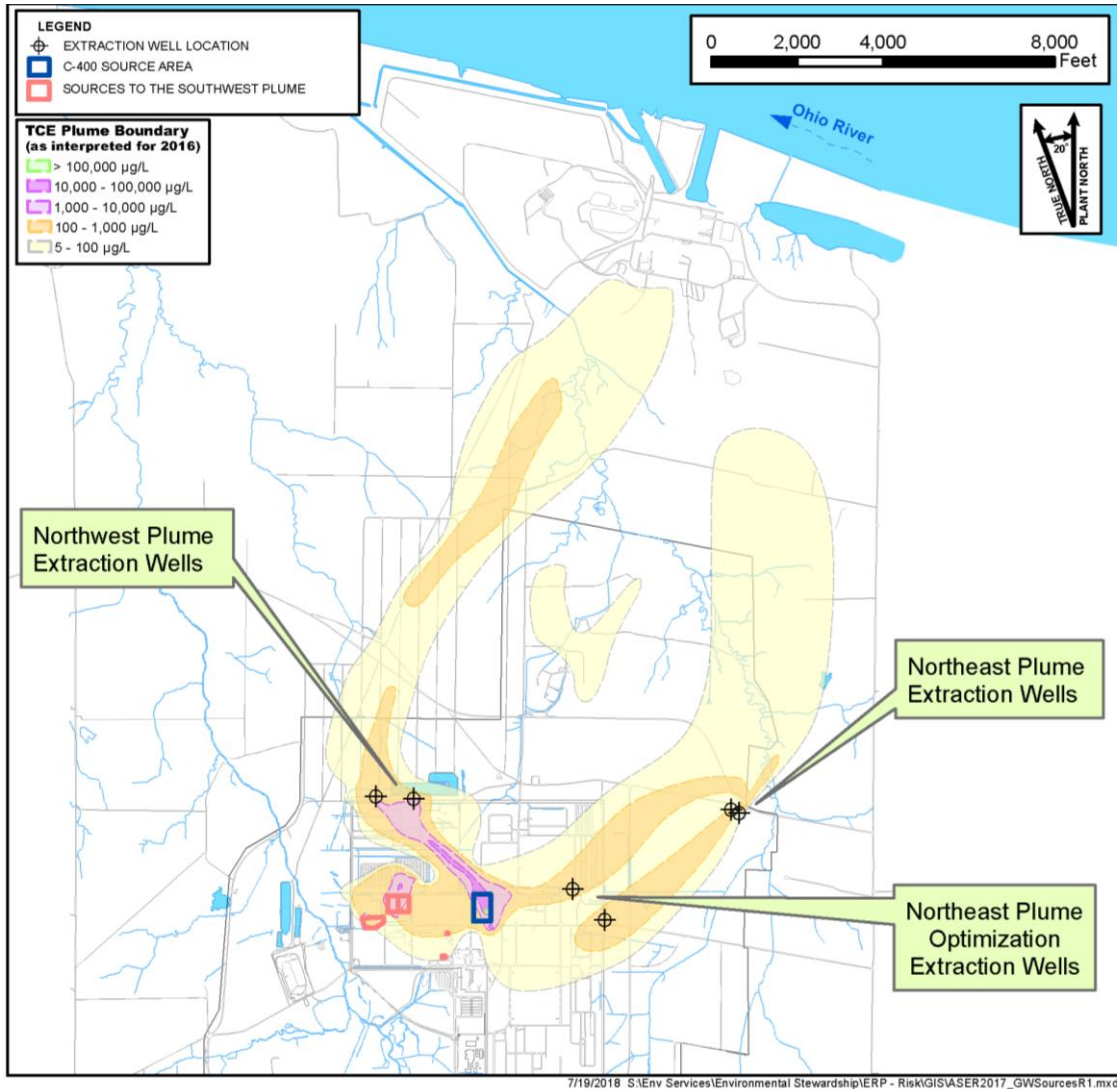 LEGEND
EXTRACTION WELL LOCATION
C-400 SOURCE AREA
SOURCES TO THE SOUTHWEST PLUME
TCE Plume Boundary
(as interpreted for 2016)
> 100,000 µg/L
10,000 - 100,000 µg/L
1,000 - 10,000 µg/L
100 - 1,000 µg/L
5 - 100 µg/L
0 2,000 4,000 8,000
Feet
Ohio River
20°
TRUE NORTH
PLANT NORTH
Northwest Plume
Extraction Wells
Northeast Plume
Extraction Wells
Northeast Plume
Optimization
Extraction Wells
7/19/2018 S:\Env Services\Environmental Stewardship\ERP - Risk\GIS\ASER2017_GWSourcesR1.mxd